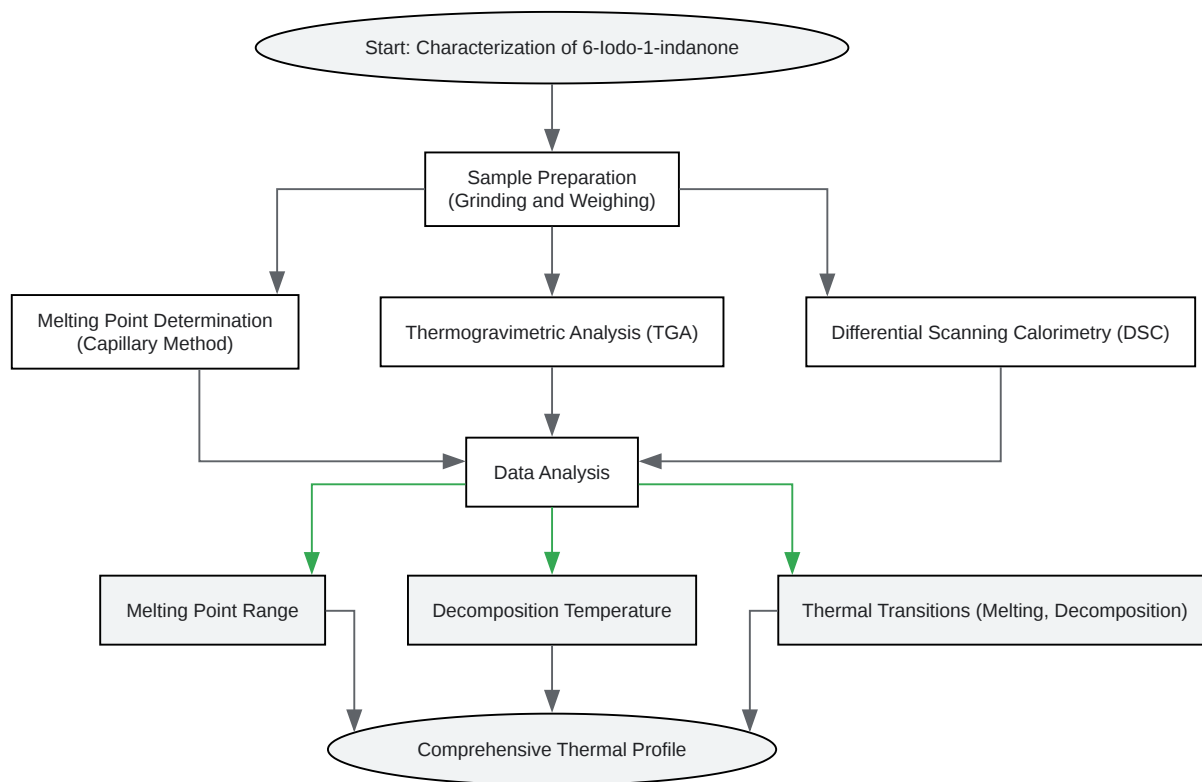 Start: Characterization of 6-Iodo-1-indanone
Sample Preparation
(Grinding and Weighing)
Melting Point Determination
(Capillary Method)
Thermogravimetric Analysis (TGA)
Differential Scanning Calorimetry (DSC)
Data Analysis
Melting Point Range
Decomposition Temperature
Thermal Transitions (Melting, Decomposition)
Comprehensive Thermal Profile